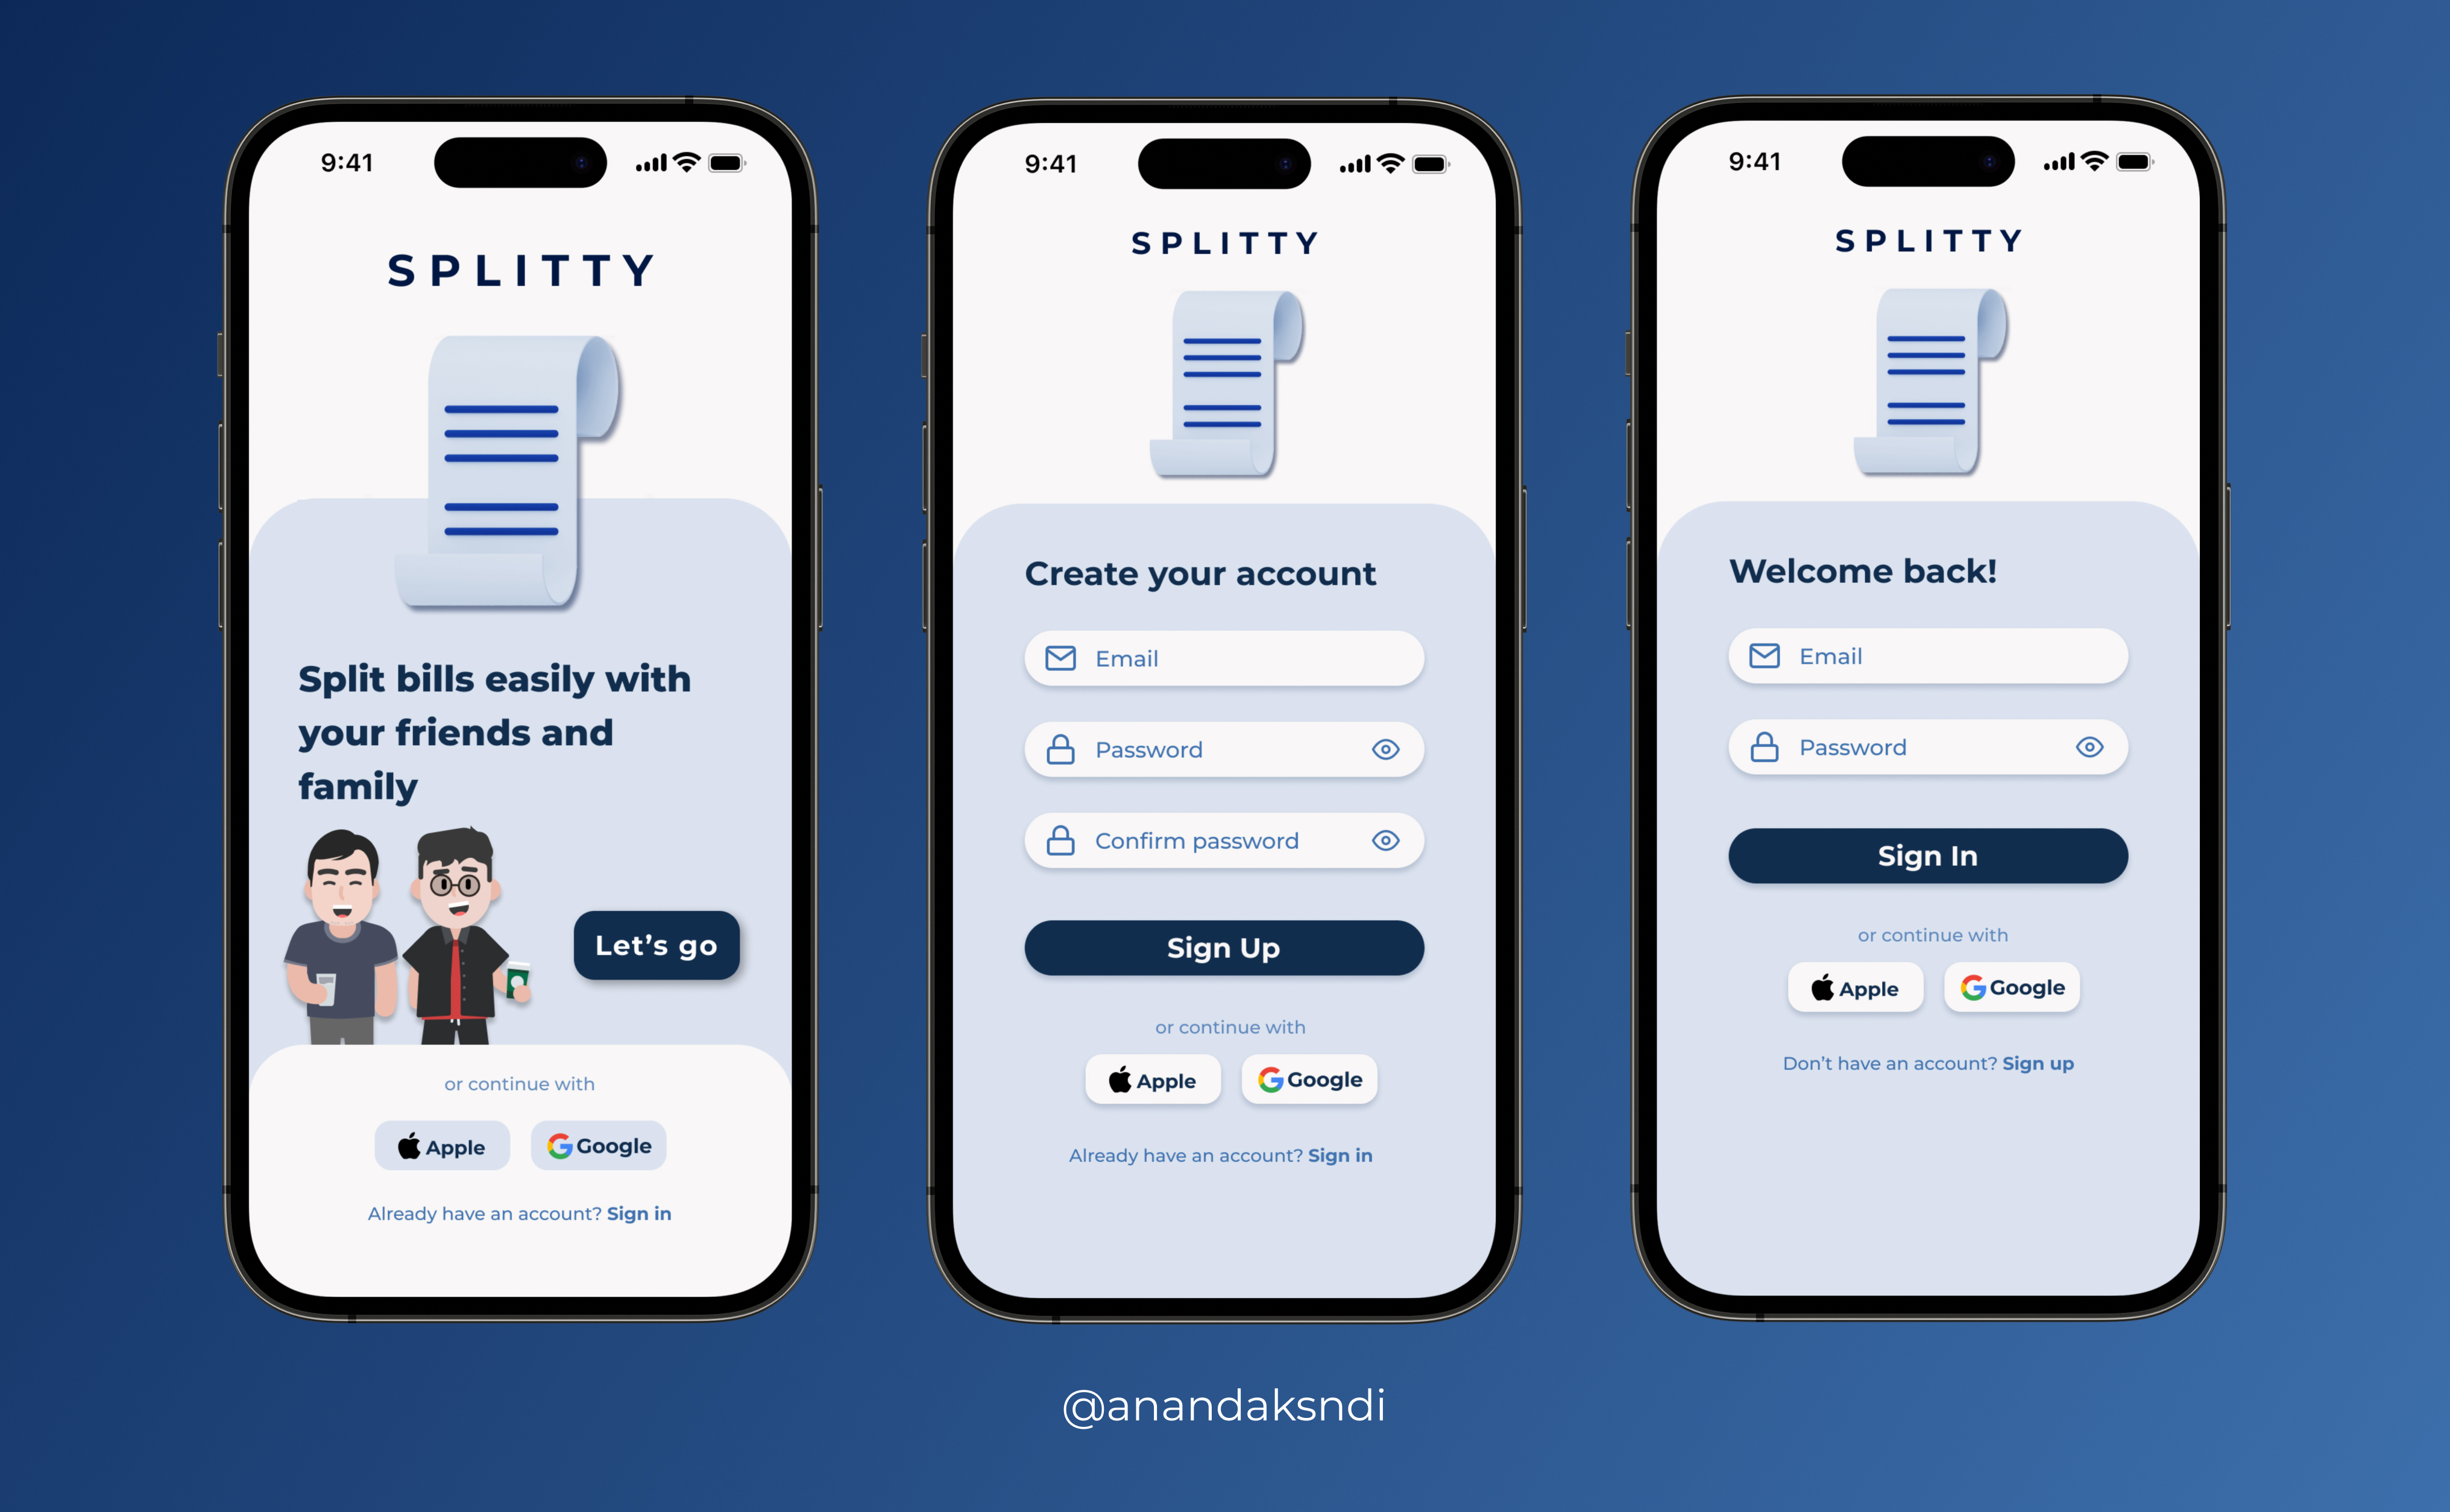 9:41
SPLITTY
Split bills easily with
your friends and
family
Let’s go
or continue with
Apple
Google
Already have an account? Sign in
9:41
SPLITTY
Create your account
Email
Password
Confirm password
Sign Up
or continue with
Apple
Google
Already have an account? Sign in
9:41
SPLITTY
Welcome back!
Email
Password
Sign In
or continue with
Apple
Google
Don’t have an account? Sign up
@anandaksndi